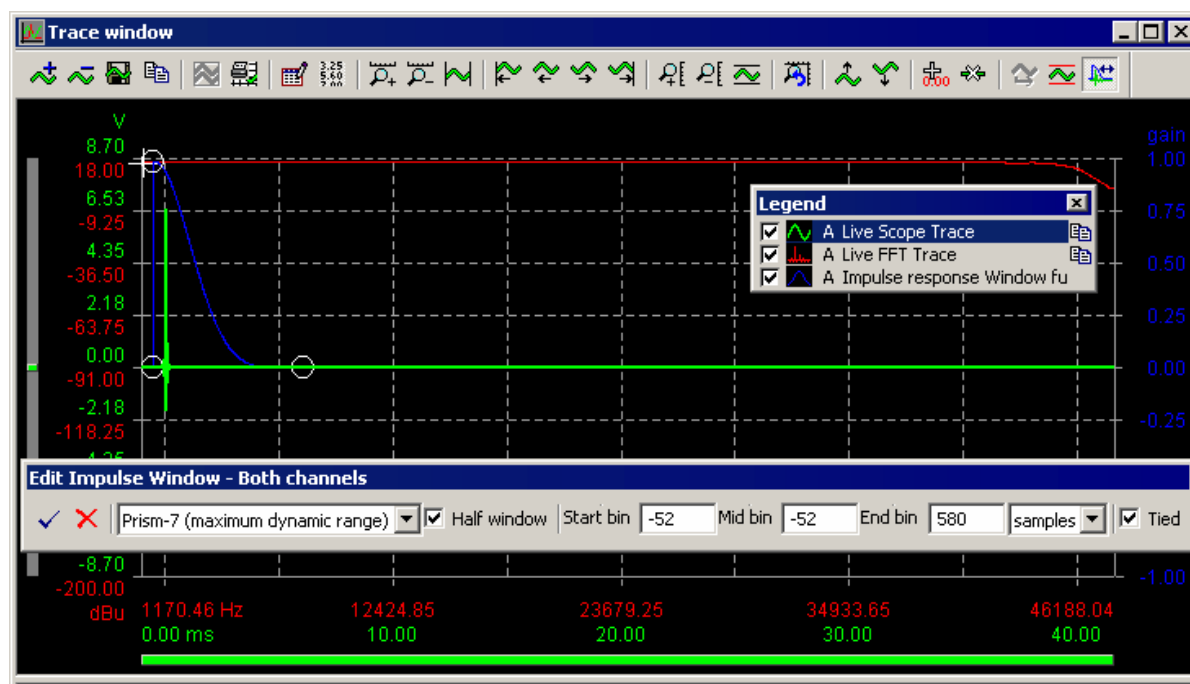 Trace window
3.25
5.60
0.00
V
8.70
18.00
6.53
-9.25
4.35
-36.50
2.18
-63.75
0.00
-91.00
-2.18
-118.25
gain
1.00
0.75
0.50
0.25
0.00
-0.25
Legend
A Live Scope Trace
A Live FFT Trace
A Impulse response Window fu
Edit Impulse Window - Both channels
Prism-7 (maximum dynamic range) Half window Start bin -52 Mid bin -52 End bin 580 samples Tied
-8.70
-200.00
-1.00
dBu 1170.46 Hz 12424.85 23679.25 34933.65 46188.04
0.00 ms 10.00 20.00 30.00 40.00